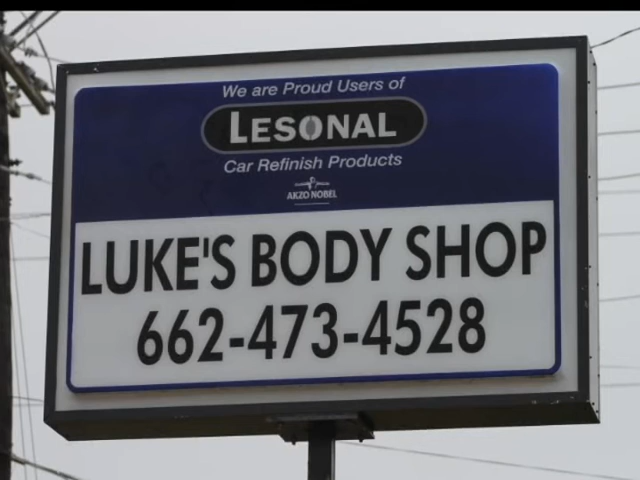 We are Proud Users of
LESONAL
Car Refinish Products
AKZO NOBEL
LUKE'S BODY SHOP
662-473-4528